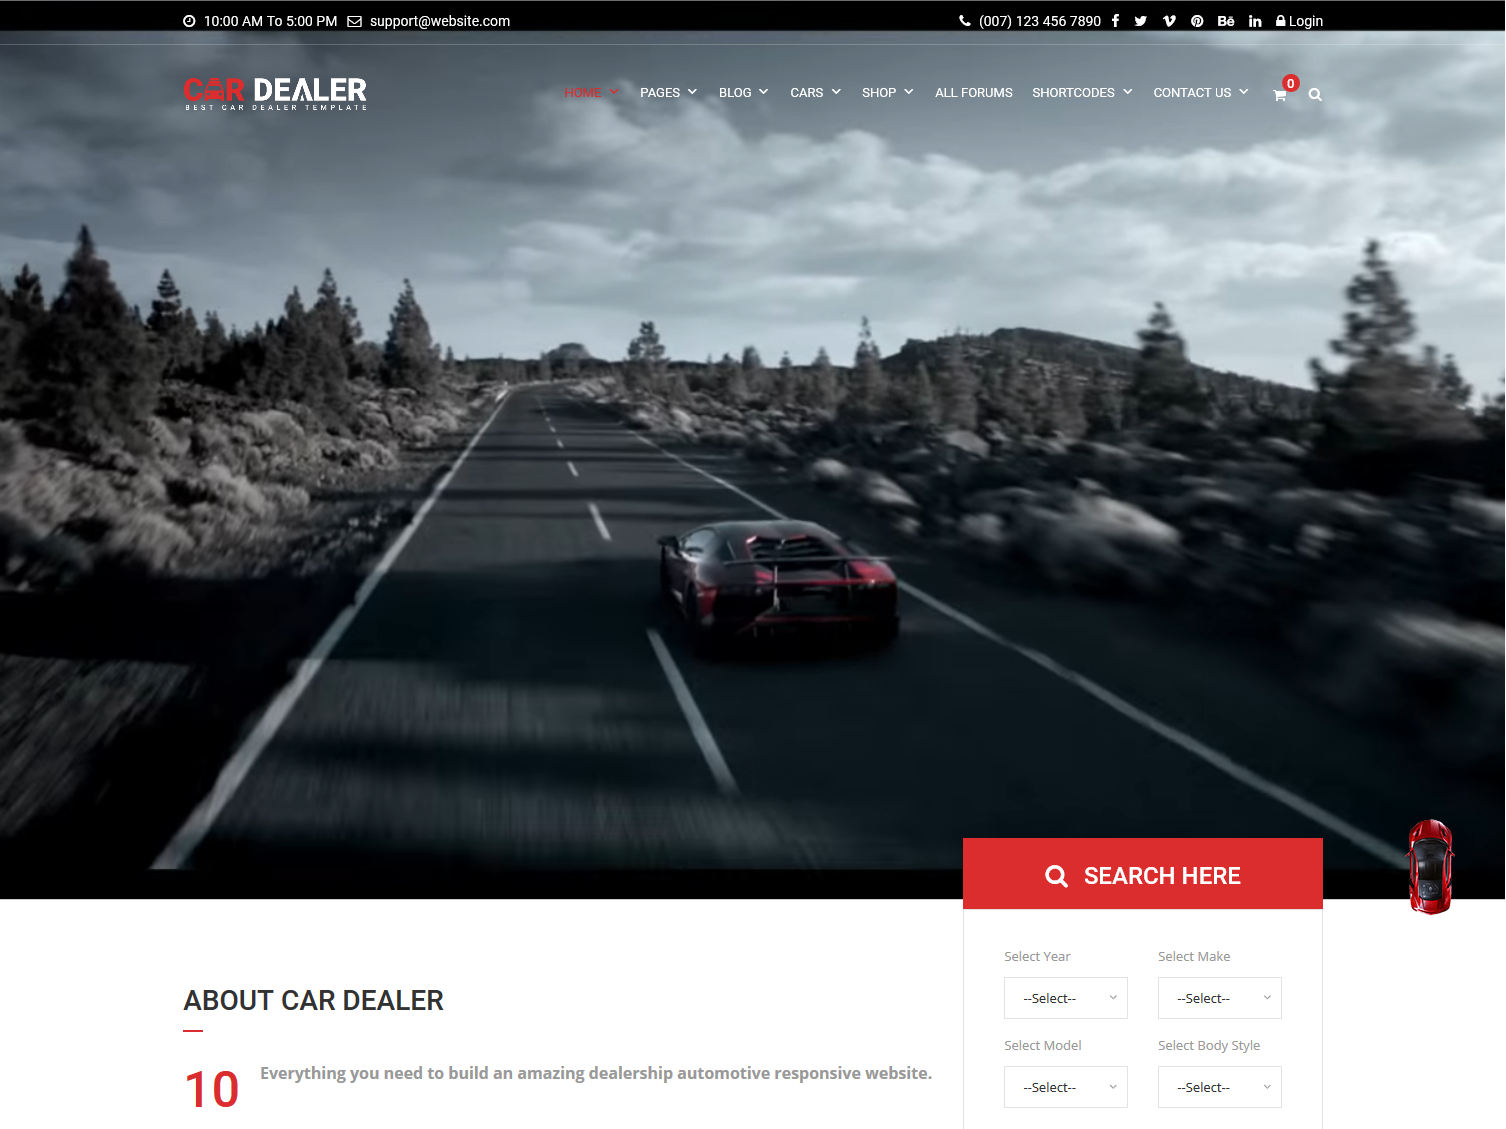 10:00 AM To 5:00 PM support@website.com (007) 123 456 7890 Login
CAR DEALER
BEST CAR DEALER TEMPLATE
HOME PAGES BLOG CARS SHOP ALL FORUMS SHORTCODES CONTACT US 0
SEARCH HERE
Select Year Select Make
--Select-- --Select--
ABOUT CAR DEALER
Select Model Select Body Style
10 Everything you need to build an amazing dealership automotive responsive website.
--Select-- --Select--